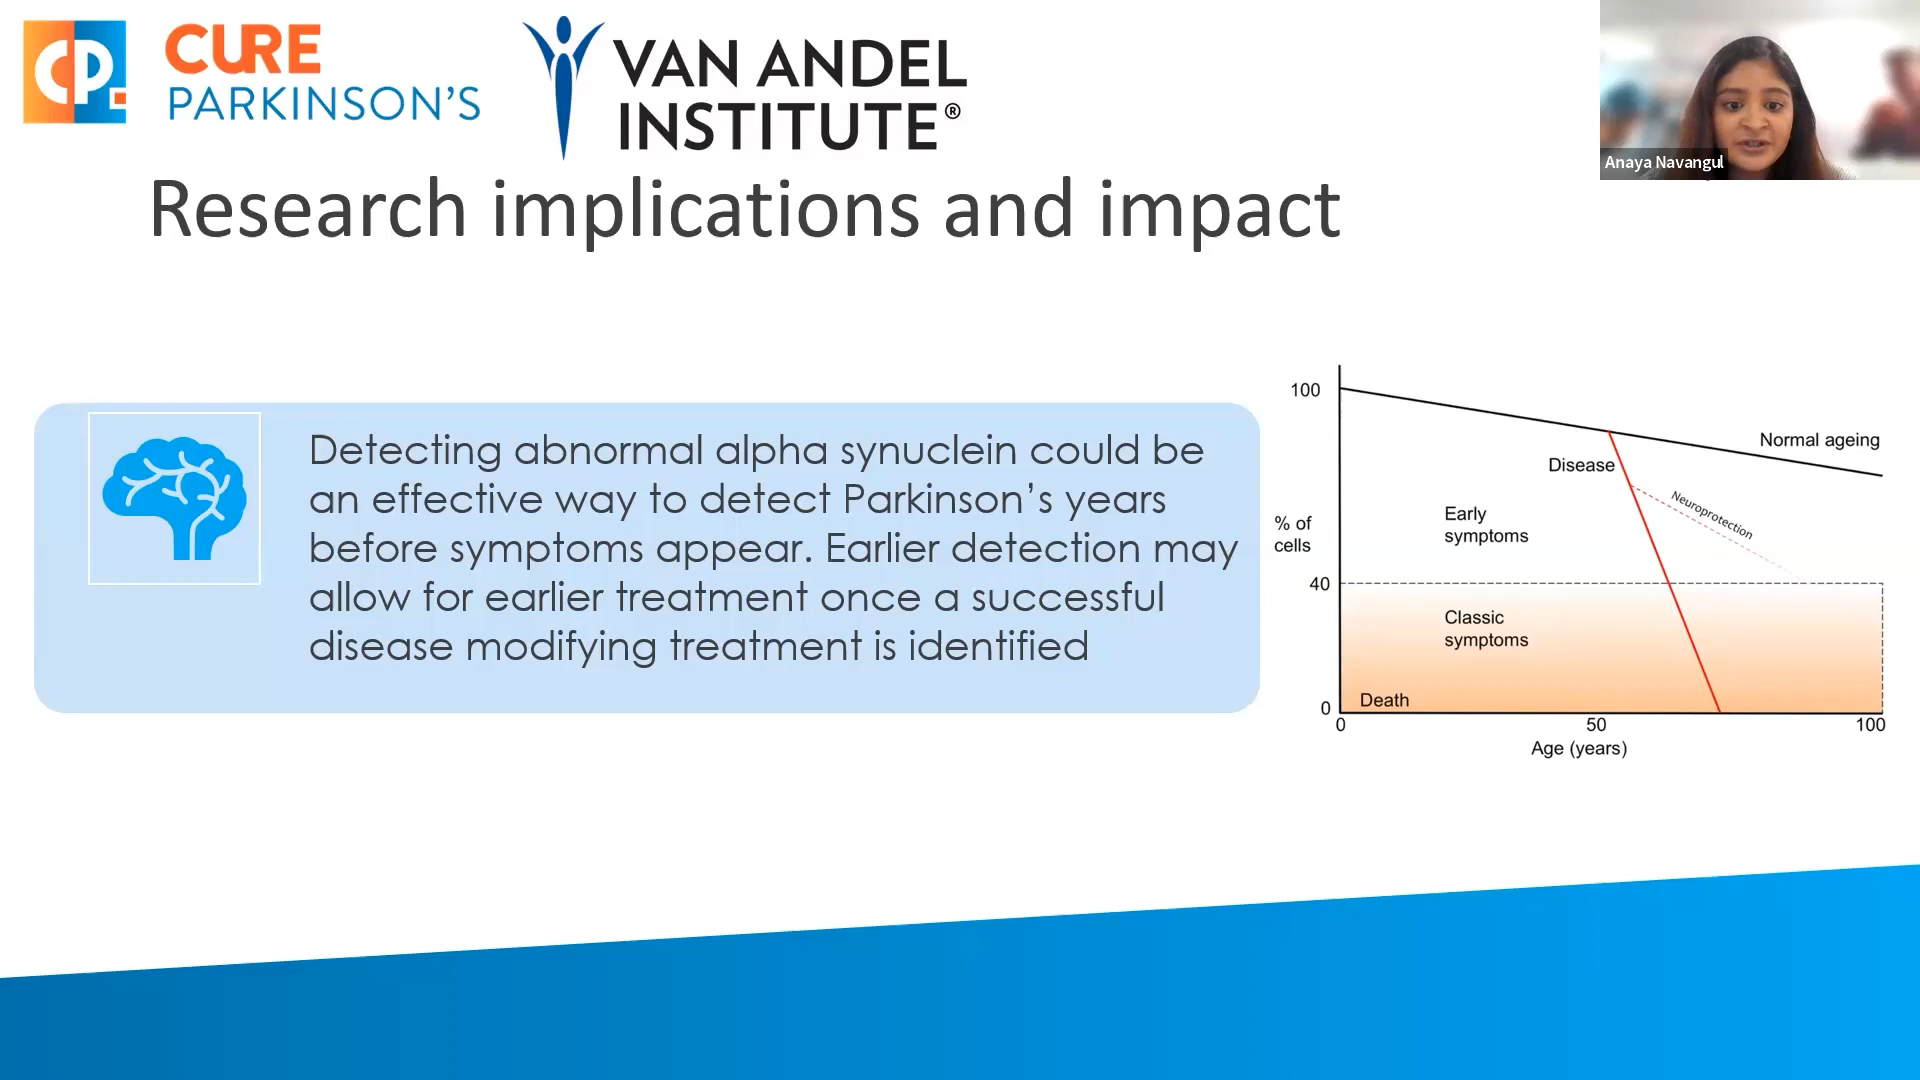 CP.
CURE
PARKINSON'S
VAN ANDEL
INSTITUTE®
Anaya Navangul
Research implications and impact
Detecting abnormal alpha synuclein could be
an effective way to detect Parkinson's years
before symptoms appear. Earlier detection may
allow for earlier treatment once a successful
disease modifying treatment is identified
100
Normal ageing
Disease
Neuroprotection
Early
symptoms
% of
cells
40
Classic
symptoms
Death
0
0
50
100
Age (years)